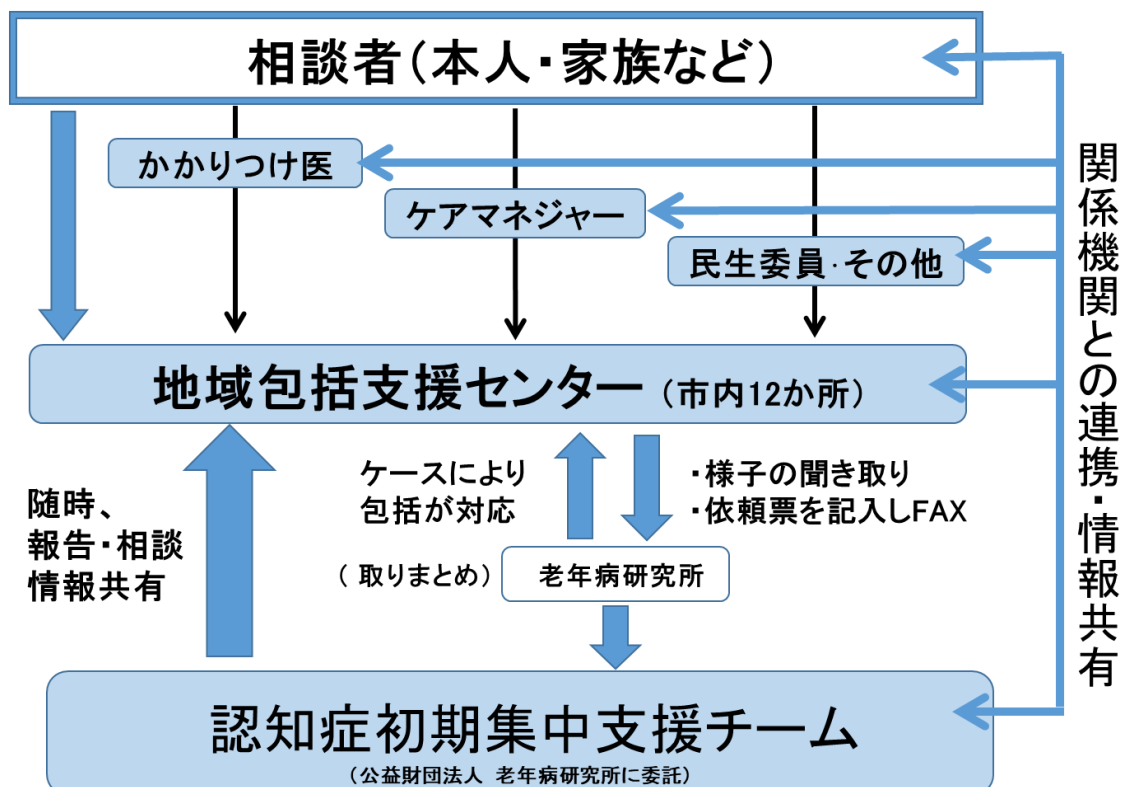 相談者（本人・家族など）
かかりつけ医
ケアマネジャー
民生委員・その他
地域包括支援センター（市内12か所）
ケースにより
包括が対応
・様子の聞き取り
・依頼票を記入しFAX
随時、
報告・相談
情報共有
（ 取りまとめ）
老年病研究所
認知症初期集中支援チーム
（公益財団法人 老年病研究所に委託）
関係機関との連携・情報共有